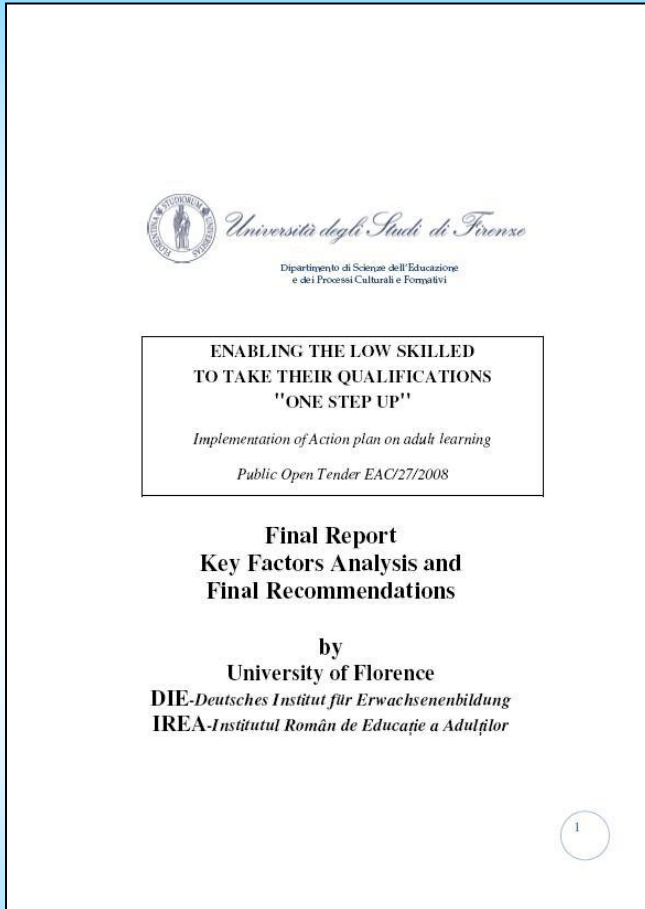 FLORENTINA STUDIORUM UNIVERSITAS
Università degli Studi di Firenze
Dipartimento di Scienze dell'Educazione
e dei Processi Culturali e Formativi
ENABLING THE LOW SKILLED
TO TAKE THEIR QUALIFICATIONS
"ONE STEP UP"
Implementation of Action plan on adult learning
Public Open Tender EAC/27/2008
Final Report
Key Factors Analysis and
Final Recommendations
by
University of Florence
DIE-Deutsches Institut für Erwachsenenbildung
IREA-Institutul Român de Educație a Adulților
1